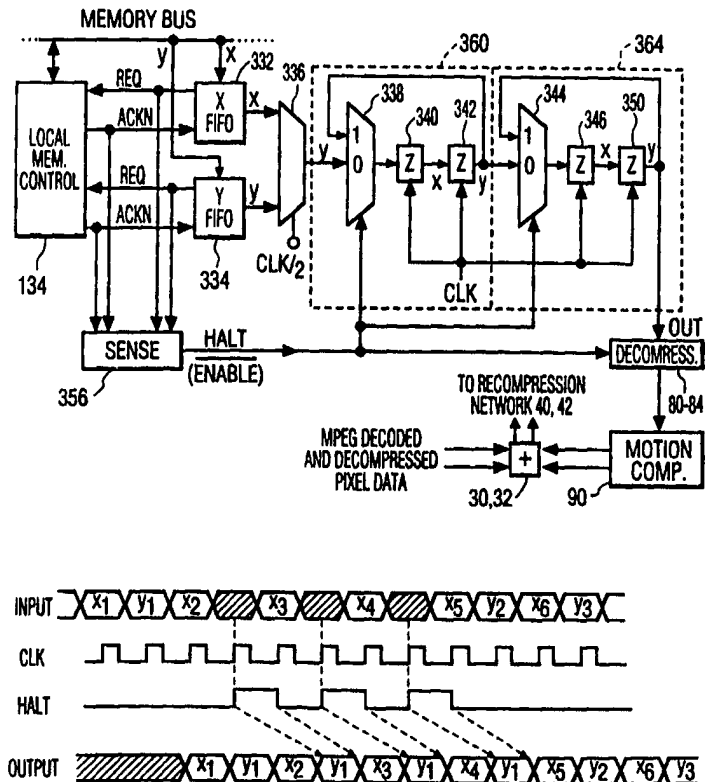 MEMORY BUS
y x 332
336
360
364
REQ
ACKN
X
FIFO
x
338
340
342
344
346
350
LOCAL
MEM.
CONTROL
1
0
y
Z
x
Z
y
1
0
Z
x
Z
y
REQ
ACKN
Y
FIFO
y
134
334
CLK/2
CLK
SENSE
356
HALT
(ENABLE)
OUT
DECOMRESS.
80-84
TO RECOMPRESSION
NETWORK 40, 42
MPEG DECODED
AND DECOMPRESSED
PIXEL DATA
+
30,32
MOTION
COMP.
90
INPUT x1 y1 x2 x3 x4 x5 y2 x6 y3
CLK
HALT
OUTPUT x1 y1 x2 y1 x3 y1 x4 y1 x5 y2 x6 y3